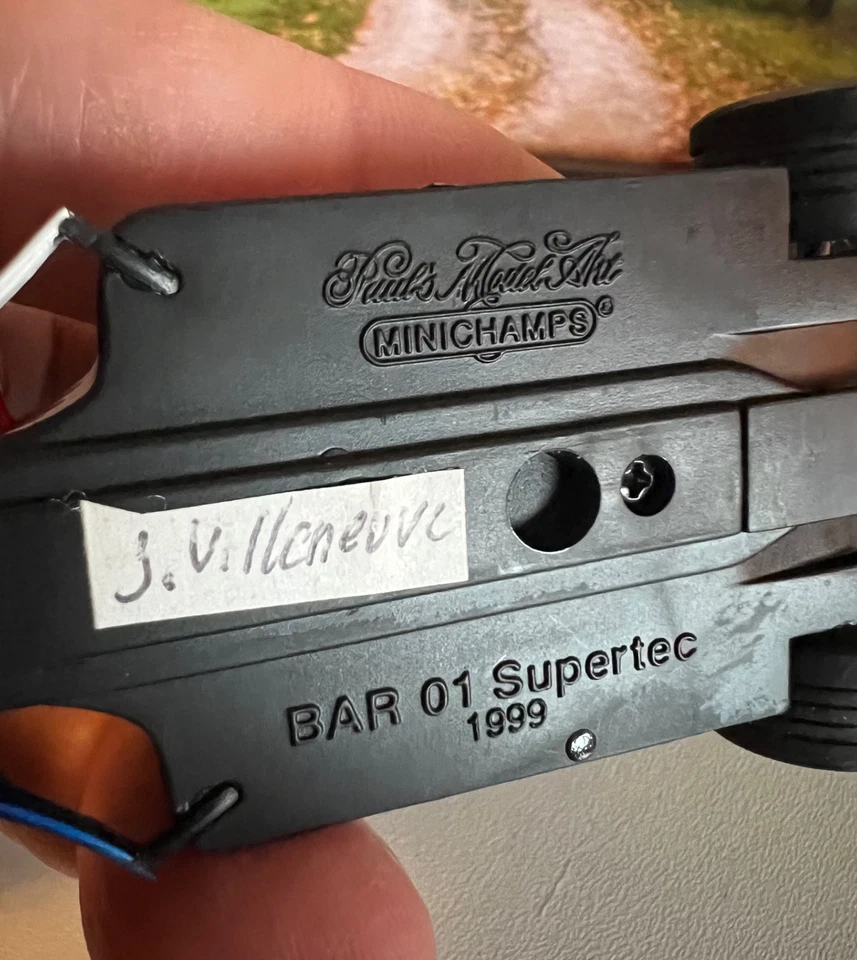 Paul's Model Art
MINICHAMPS®
J. Villeneuve
BAR 01 Supertec
1999